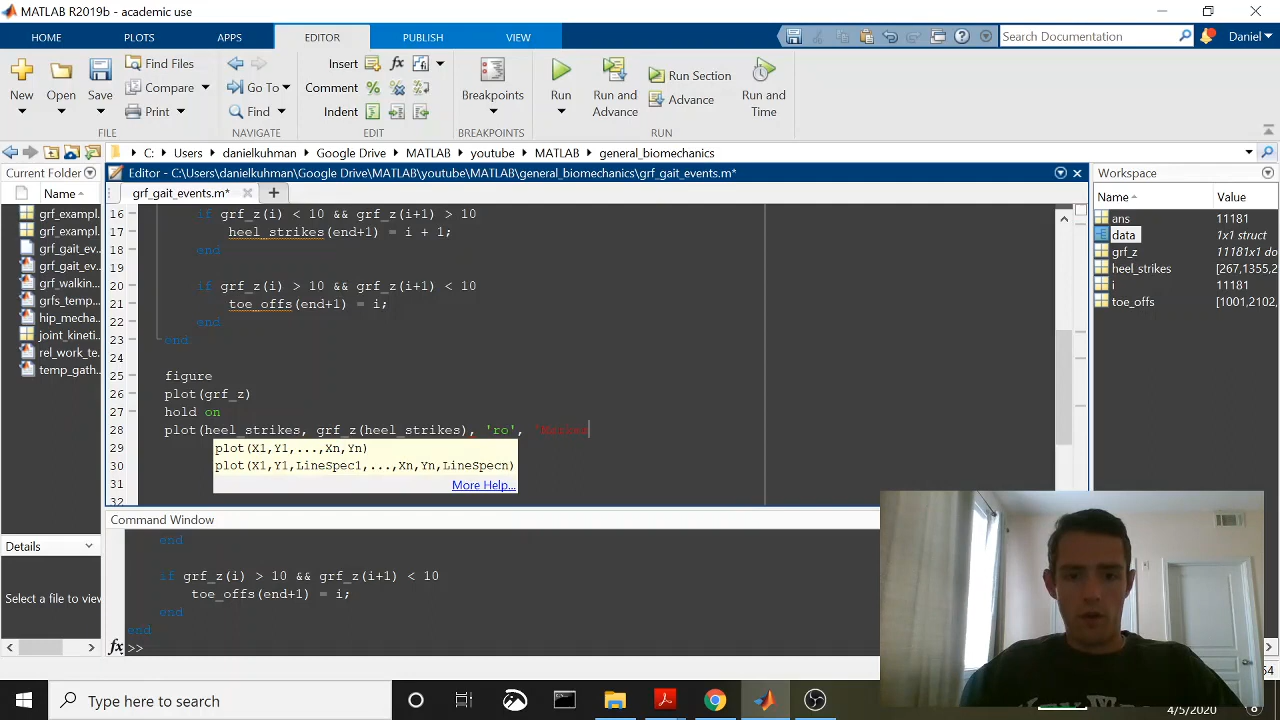 MATLAB R2019b - academic use
HOME PLOTS APPS EDITOR PUBLISH VIEW Search Documentation Daniel
New Open Save Find Files Compare Print
FILE
Go To Find
NAVIGATE
Insert fx
Comment
Indent
EDIT
Breakpoints
BREAKPOINTS
Run Run and Advance Run Section Advance Run and Time
RUN
C: Users danielkuhman Google Drive MATLAB youtube MATLAB general_biomechanics
Current Folder
Name
grf_exampl.
grf_exampl.
grf_gait_ev.
grf_gait_ev.
grf_walkin.
grfs_temp.
hip_mecha.
joint_kineti.
rel_work_te.
temp_gath.
Details
Select a file to view
Editor - C:\Users\danielkuhman\Google Drive\MATLAB\youtube\MATLAB\general_biomechanics\grf_gait_events.m*
grf_gait_events.m*
16 if grf_z(i) < 10 && grf_z(i+1) > 10
17 heel_strikes(end+1) = i + 1;
18 end
19
20 if grf_z(i) > 10 && grf_z(i+1) < 10
21 toe_offs(end+1) = i;
22 end
23 end
24
25 figure
26 plot(grf_z)
27 hold on
28 plot(heel_strikes, grf_z(heel_strikes), 'ro', 'Marker
29
30
31
32
plot(X1,Y1,...,Xn,Yn)
plot(X1,Y1,LineSpec1,...,Xn,Yn,LineSpecn)
More Help...
Command Window
end
if grf_z(i) > 10 && grf_z(i+1) < 10
toe_offs(end+1) = i;
end
end
fx >>
Workspace
Name Value
ans 11181
data 1x1 struct
grf_z 11181x1 do
heel_strikes [267,1355,2
i 11181
toe_offs [1001,2102,
Type here to search
4/5/2020